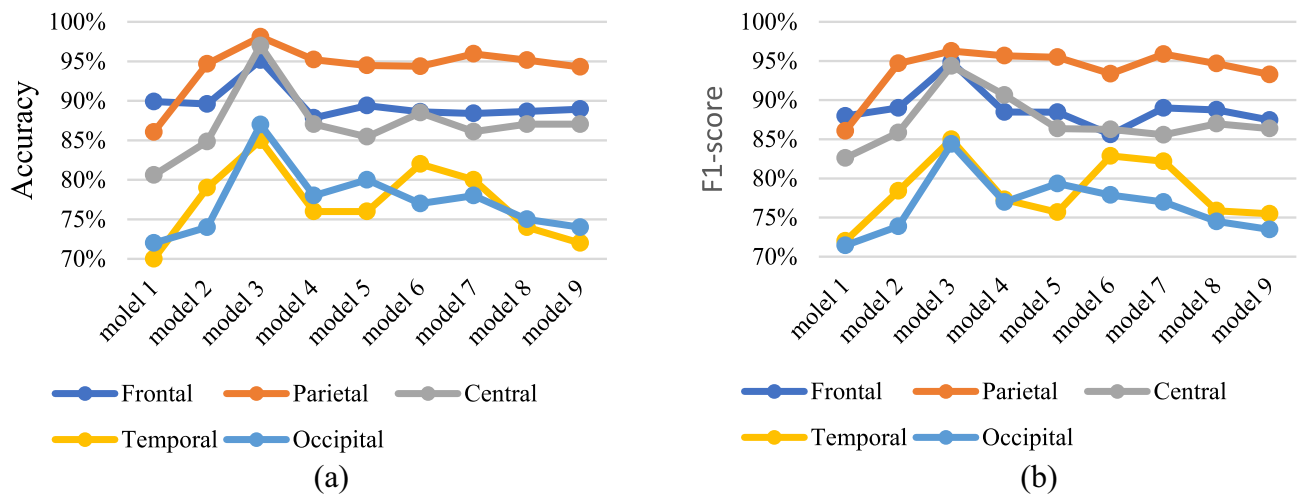 100%
95%
90%
85%
80%
75%
70%
Accuracy
molel 1
model 2
model 3
model 4
model 5
model 6
model 7
model 8
model 9
Frontal Parietal Central
Temporal Occipital
(a)
100%
95%
90%
85%
80%
75%
70%
F1-score
molel 1
model 2
model 3
model 4
model 5
model 6
model 7
model 8
model 9
Frontal Parietal Central
Temporal Occipital
(b)